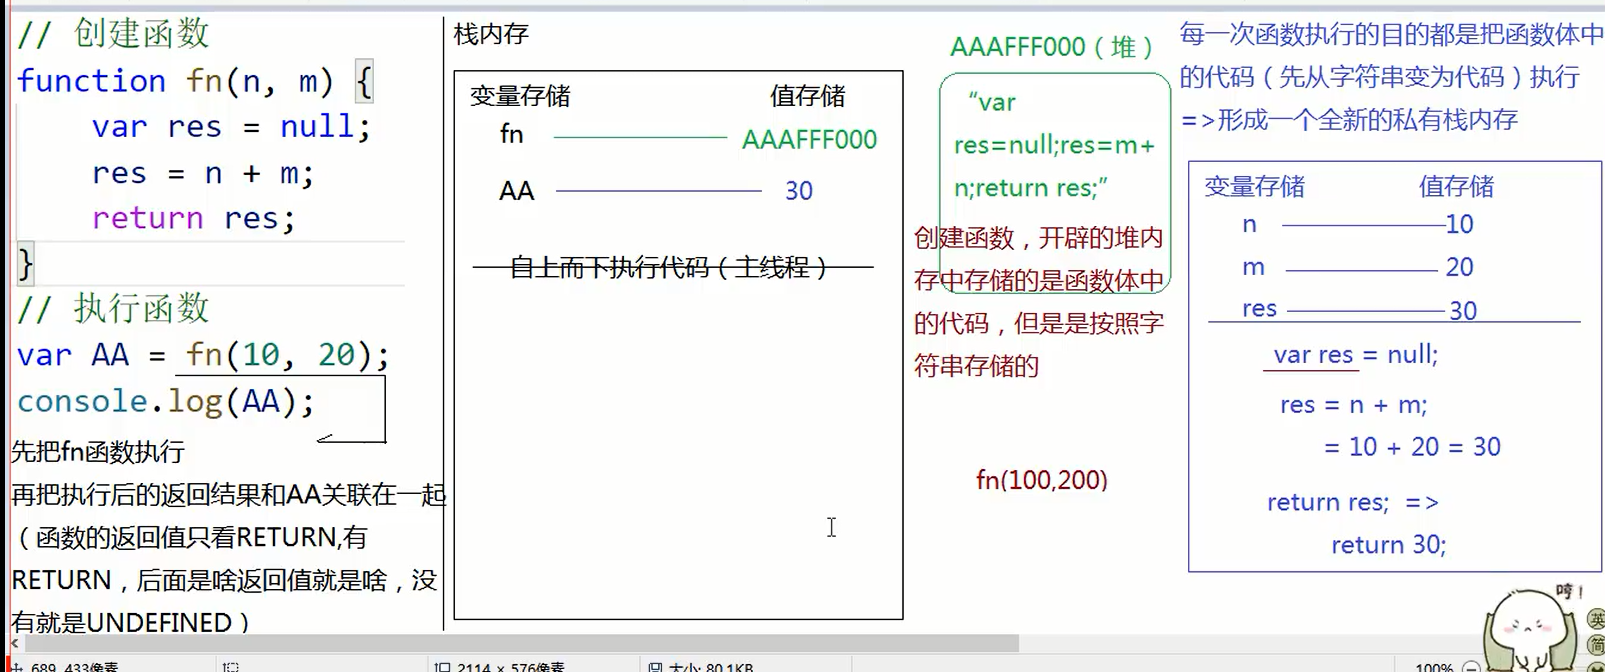 // 创建函数
function fn(n, m) {
var res = null;
res = n + m;
return res;
}
// 执行函数
var AA = fn(10, 20);
console.log(AA);
先把fn函数执行
再把执行后的返回结果和AA关联在一起
（函数的返回值只看RETURN,有
RETURN，后面是啥返回值就是啥，没
有就是UNDEFINED）
栈内存
变量存储 值存储
fn AAAFFF000
AA 30
自上而下执行代码（主线程）
AAAFFF000（堆）
“var
res=null;res=m+
n;return res;”
创建函数，开辟的堆内
存中存储的是函数体中
的代码，但是是按照字
符串存储的
fn(100,200)
每一次函数执行的目的都是把函数体中
的代码（先从字符串变为代码）执行
=>形成一个全新的私有栈内存
变量存储 值存储
n 10
m 20
res 30
var res = null;
res = n + m;
= 10 + 20 = 30
return res; =>
return 30;
哼！
英
简
689, 433像素
2114 × 576像素
大小: 80.1KB
100%